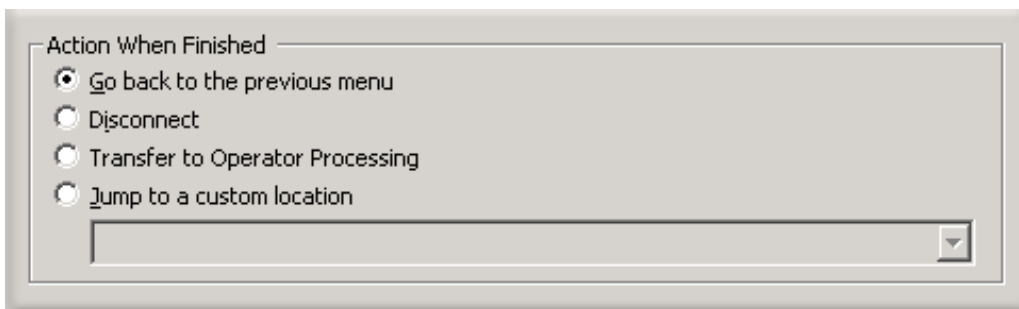 Action When Finished
Go back to the previous menu
Disconnect
Transfer to Operator Processing
Jump to a custom location